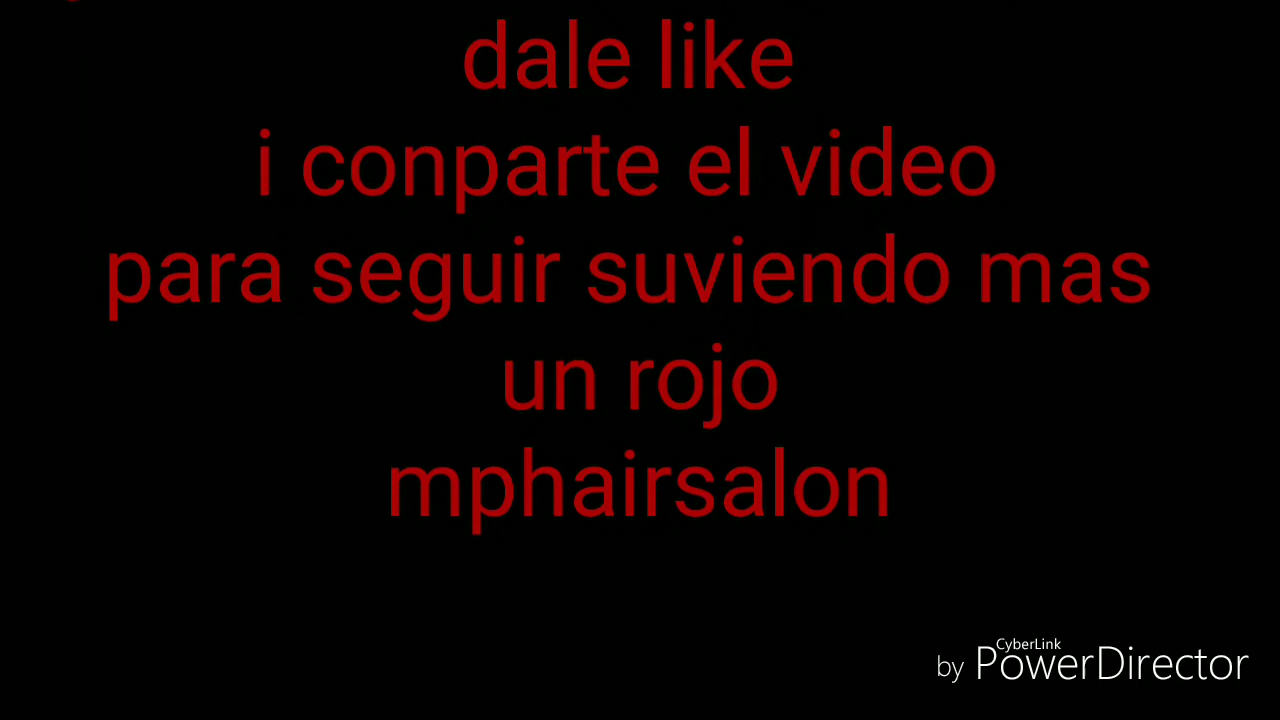 dale like
i conparte el video
para seguir suviendo mas
un rojo
mphairsalon
CyberLink
by PowerDirector